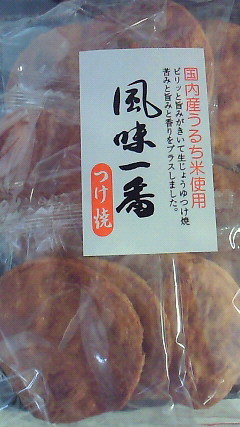 国内産うるち米使用
ピリッと旨みがきいて生じょうゆつけ焼
苦みと旨みと香りをプラスしました。
風味一番
つけ焼